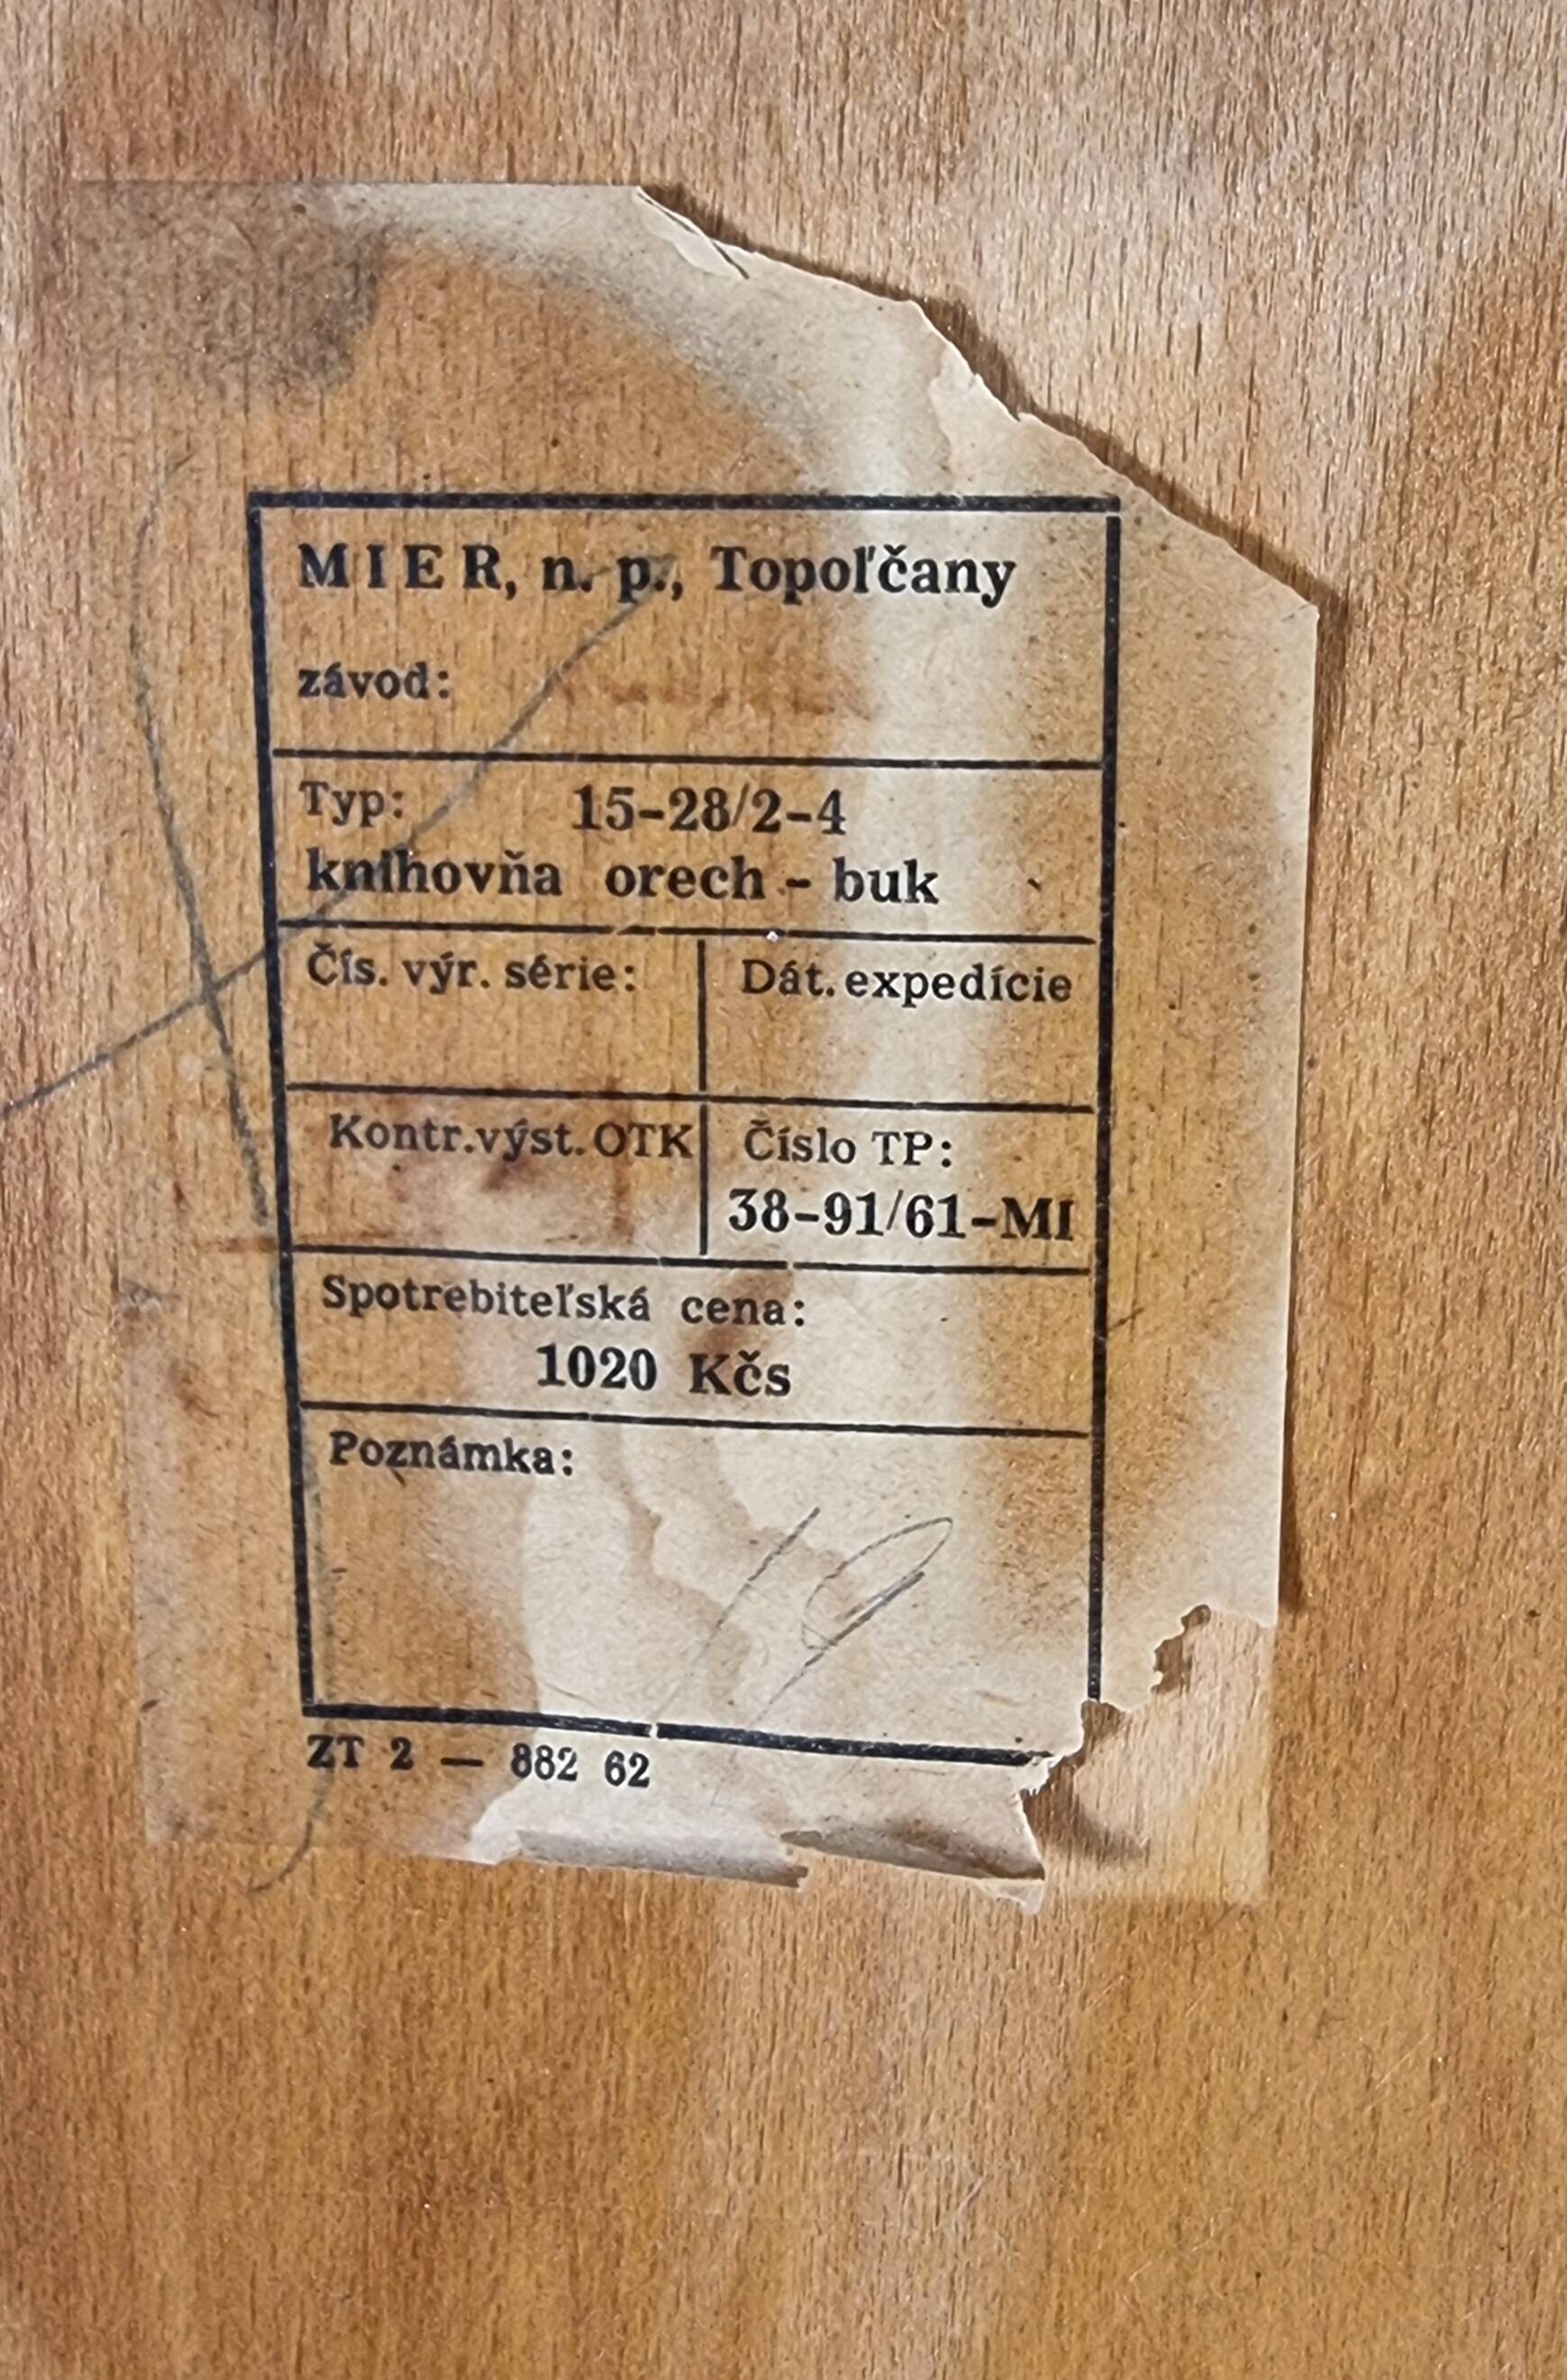 MIER, n. p., Topoľčany
závod:
Typ: 15-28/2-4
knihovňa orech - buk
Čís. výr. série:
Dát. expedície
Kontr.výst. OTK
Číslo TP:
38-91/61-MI
Spotrebiteľská cena:
1020 Kčs
Poznámka:
ZT 2 — 882 62